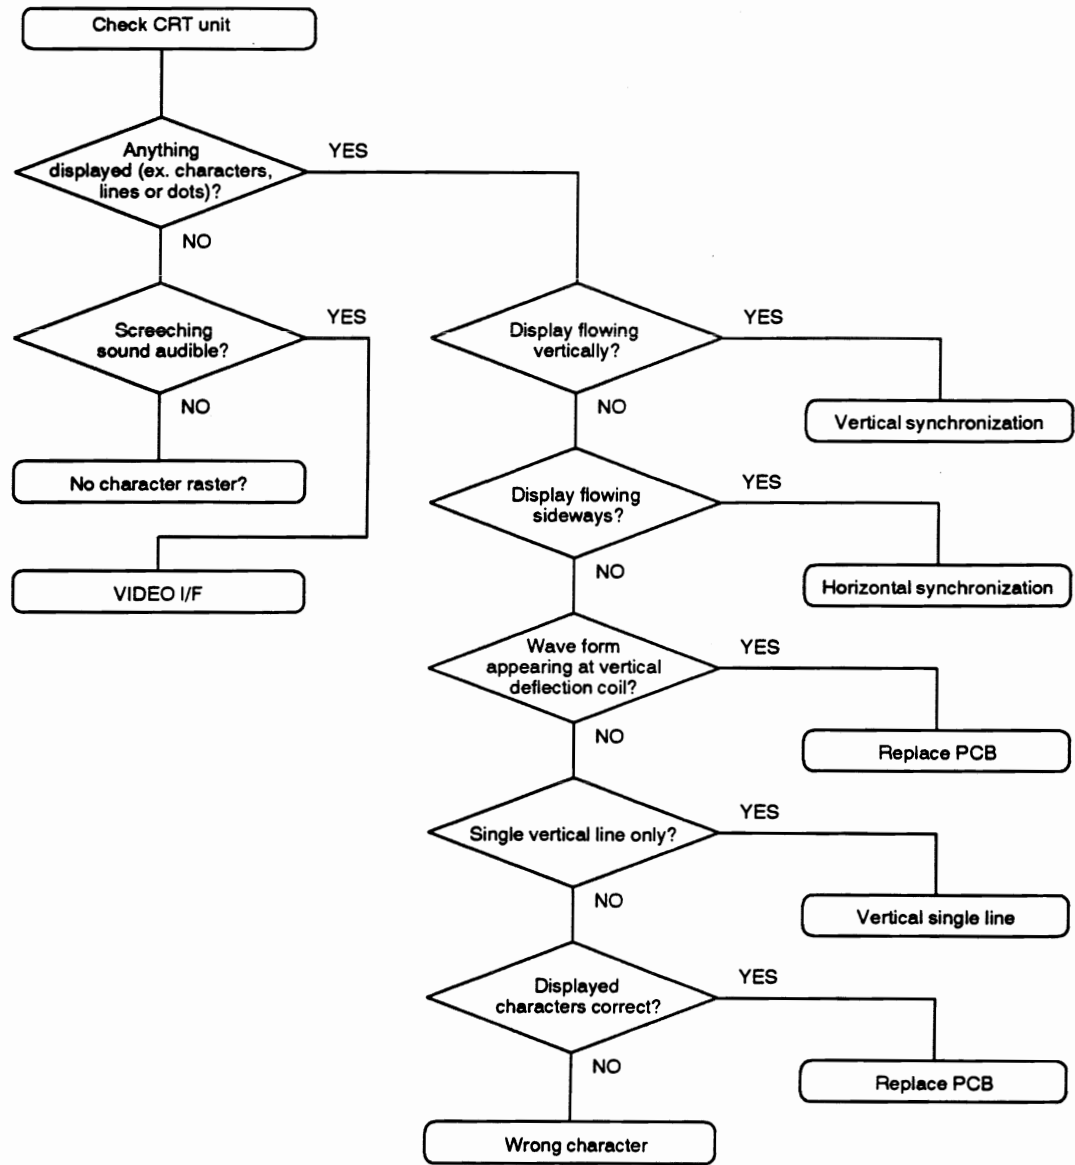 Check CRT unit
Anything
displayed (ex. characters,
lines or dots)?
YES
NO
Screeching
sound audible?
YES
NO
No character raster?
VIDEO I/F
Display flowing
vertically?
YES
NO
Vertical synchronization
Display flowing
sideways?
YES
NO
Horizontal synchronization
Wave form
appearing at vertical
deflection coil?
YES
NO
Replace PCB
Single vertical line only?
YES
NO
Vertical single line
Displayed
characters correct?
YES
NO
Replace PCB
Wrong character